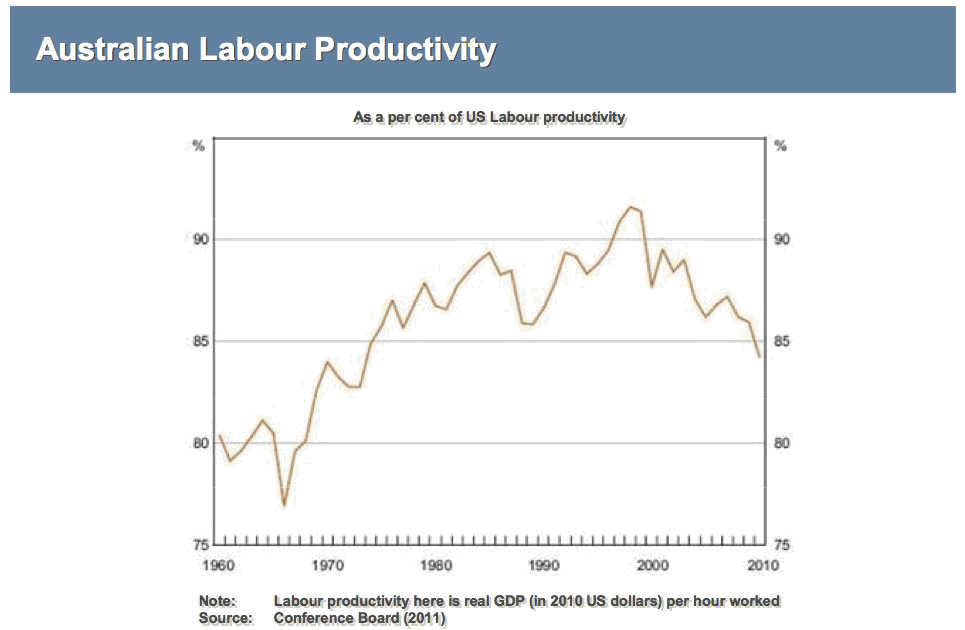 Australian Labour Productivity
As a per cent of US Labour productivity
% %
90 90
85 85
80 80
75 75
1960 1970 1980 1990 2000 2010
Note: Labour productivity here is real GDP (in 2010 US dollars) per hour worked
Source: Conference Board (2011)